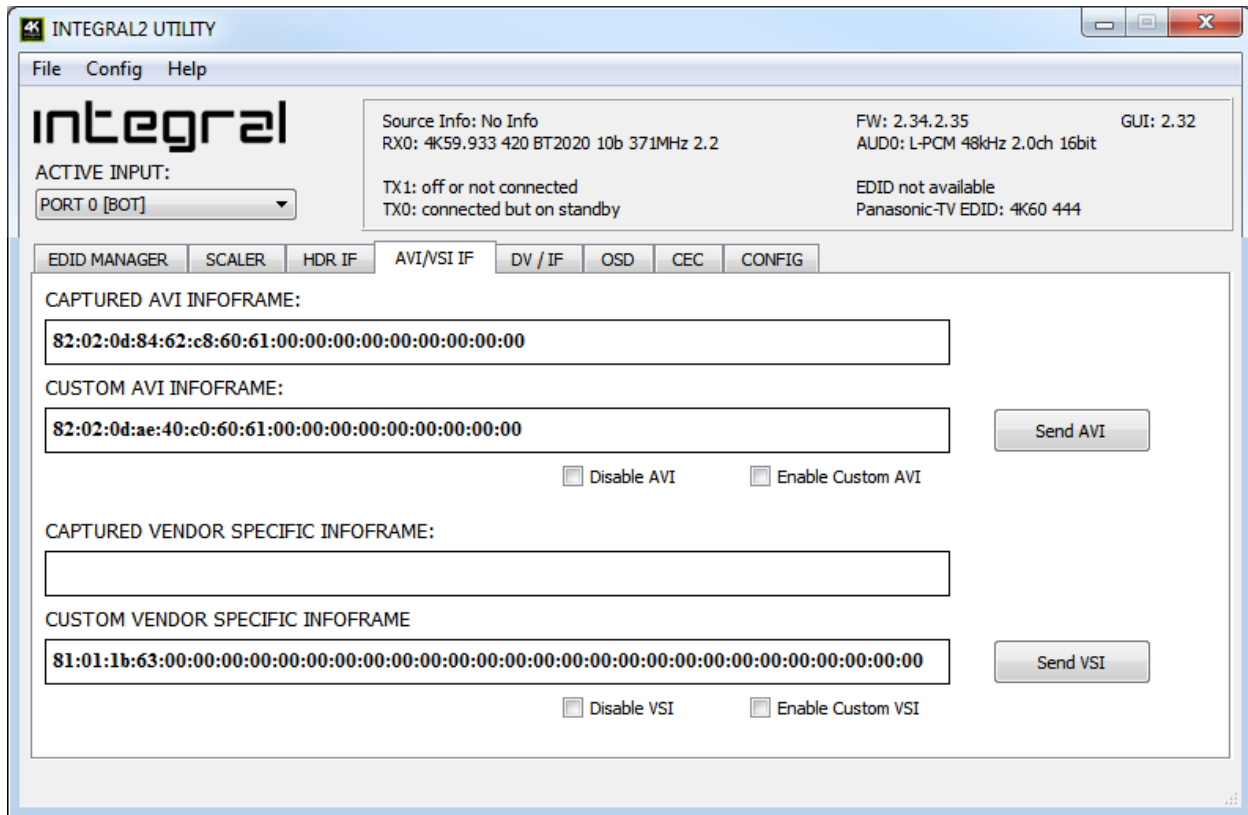 4K INTEGRAL2 UTILITY
File Config Help
integral
Source Info: No Info FW: 2.34.2.35 GUI: 2.32
RX0: 4K59.933 420 BT2020 10b 371MHz 2.2 AUD0: L-PCM 48kHz 2.0ch 16bit
ACTIVE INPUT:
TX1: off or not connected EDID not available
PORT 0 [BOT] TX0: connected but on standby Panasonic-TV EDID: 4K60 444
EDID MANAGER SCALER HDR IF AVI/VSI IF DV / IF OSD CEC CONFIG
CAPTURED AVI INFOFRAME:
82:02:0d:84:62:c8:60:61:00:00:00:00:00:00:00:00:00
CUSTOM AVI INFOFRAME:
82:02:0d:ae:40:c0:60:61:00:00:00:00:00:00:00:00:00
Send AVI
Disable AVI Enable Custom AVI
CAPTURED VENDOR SPECIFIC INFOFRAME:
CUSTOM VENDOR SPECIFIC INFOFRAME
81:01:1b:63:00:00:00:00:00:00:00:00:00:00:00:00:00:00:00:00:00:00:00:00:00:00:00:00:00:00:00
Send VSI
Disable VSI Enable Custom VSI